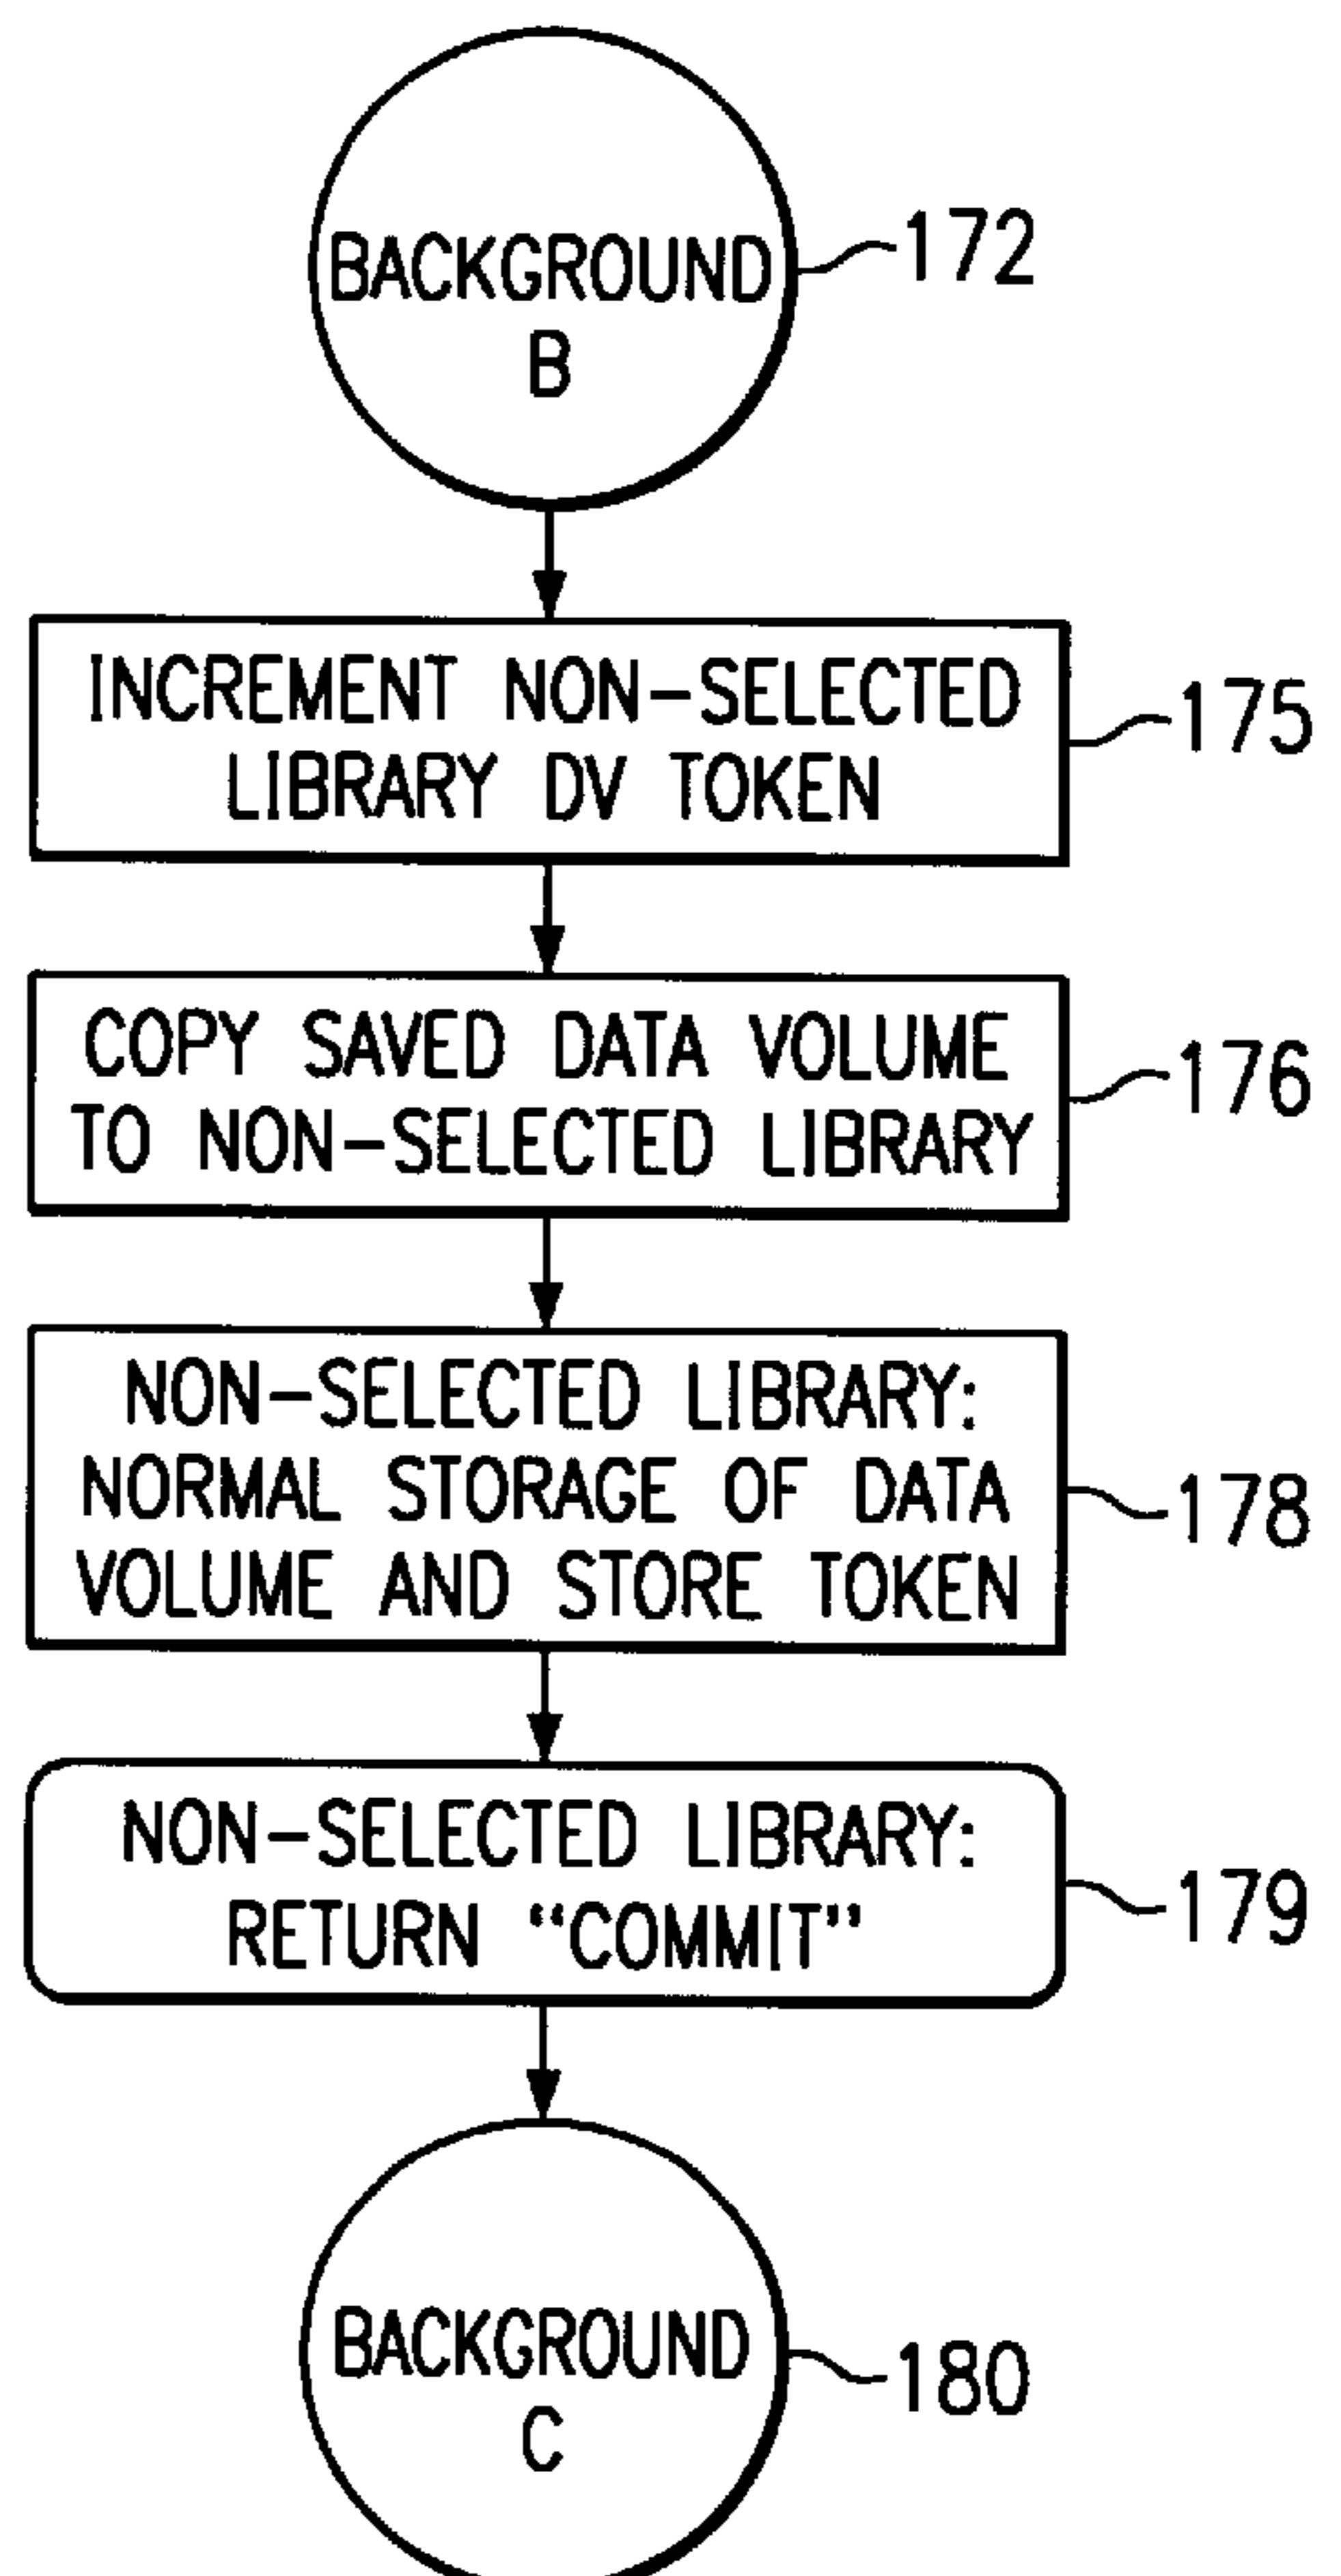 BACKGROUND
B
172
INCREMENT NON-SELECTED
LIBRARY DV TOKEN
175
COPY SAVED DATA VOLUME
TO NON-SELECTED LIBRARY
176
NON-SELECTED LIBRARY:
NORMAL STORAGE OF DATA
VOLUME AND STORE TOKEN
178
NON-SELECTED LIBRARY:
RETURN “COMMIT”
179
BACKGROUND
C
180